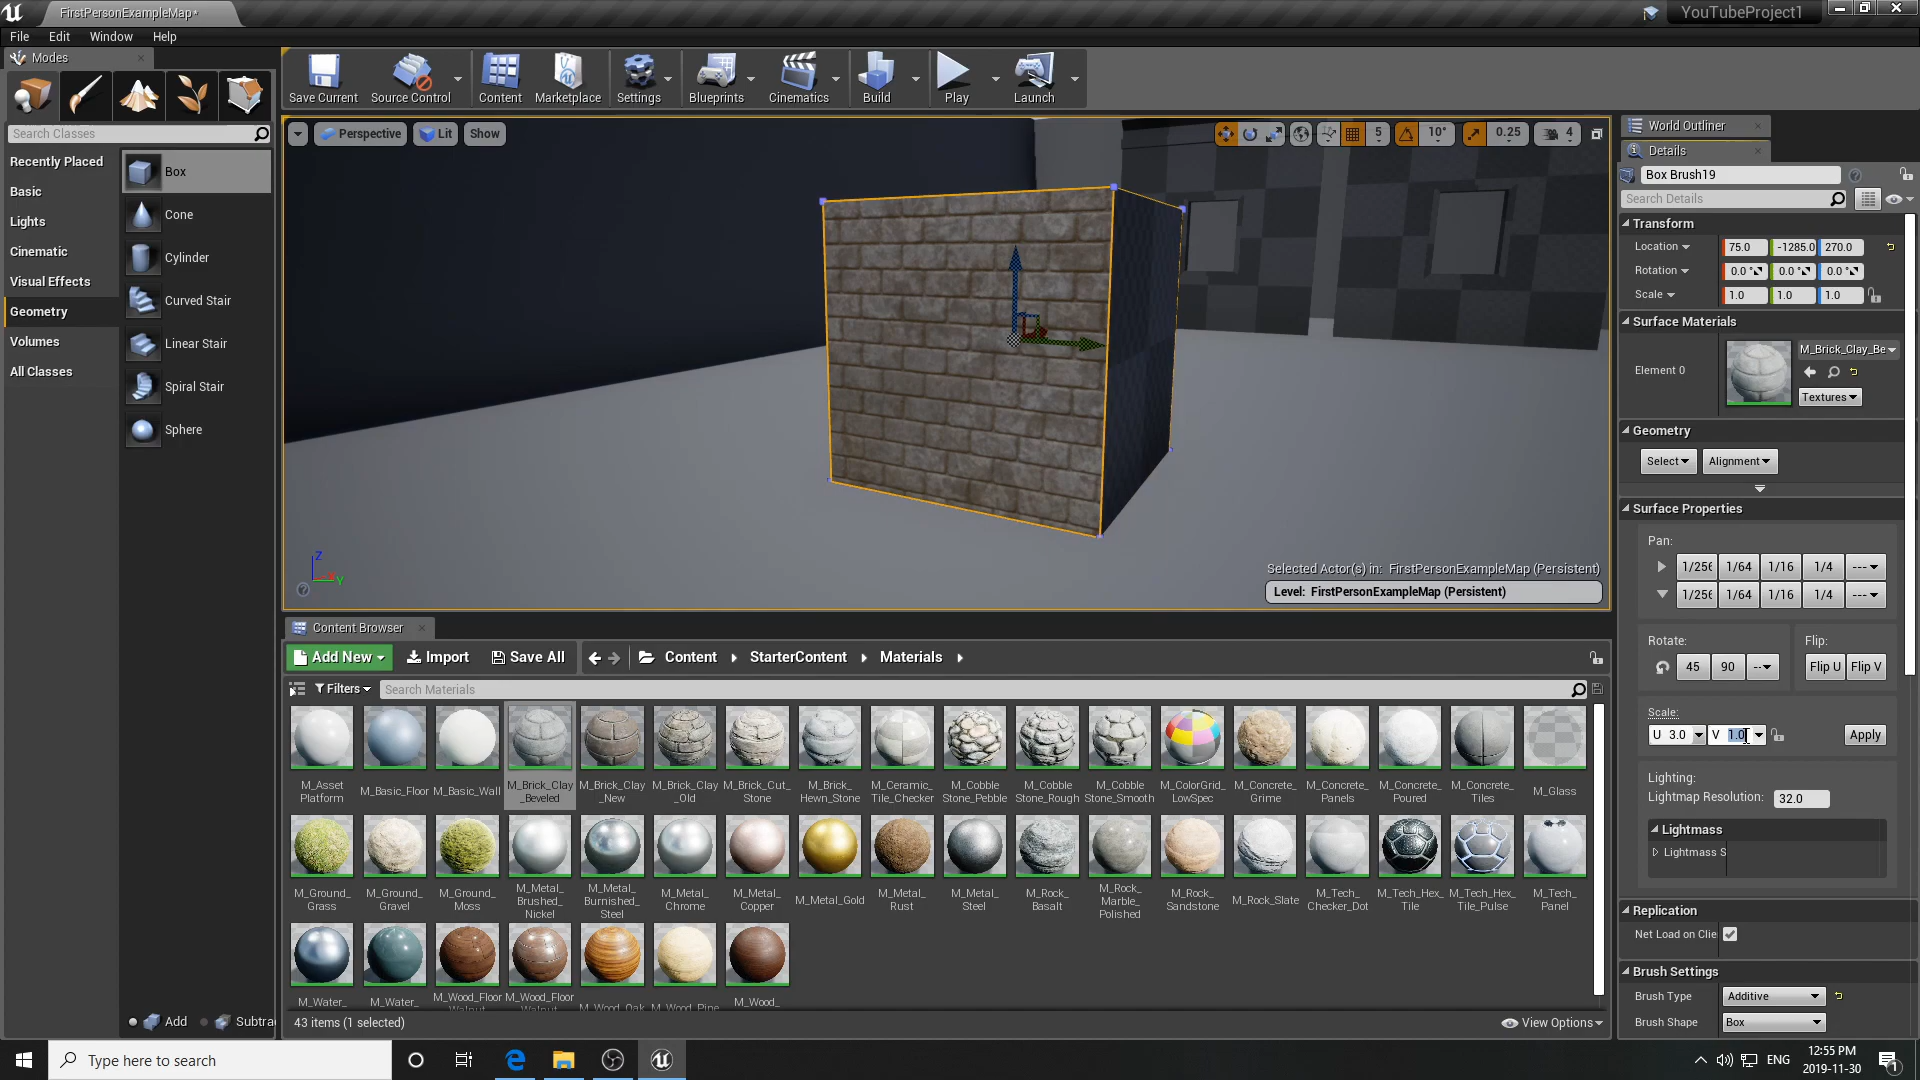 FirstPersonExampleMap*
YouTubeProject1
File Edit Window Help
Modes
Save Current
Source Control
Content
Marketplace
Settings
Blueprints
Cinematics
Build
Play
Launch
Search Classes
Recently Placed
Basic
Lights
Cinematic
Visual Effects
Geometry
Volumes
All Classes
Box
Cone
Cylinder
Curved Stair
Linear Stair
Spiral Stair
Sphere
Add Subtra
Perspective Lit Show
5 10° 0.25 4
Z
Y
Selected Actor(s) in: FirstPersonExampleMap (Persistent)
Level: FirstPersonExampleMap (Persistent)
Content Browser
Add New Import Save All Content StarterContent Materials
Filters Search Materials
M_Asset
Platform
M_Basic_Floor
M_Basic_Wall
M_Brick_Clay
_Beveled
M_Brick_Clay
_New
M_Brick_Clay
_Old
M_Brick_Cut_
Stone
M_Brick_
Hewn_Stone
M_Ceramic_
Tile_Checker
M_Cobble
Stone_Pebble
M_Cobble
Stone_Rough
M_Cobble
Stone_Smooth
M_ColorGrid_
LowSpec
M_Concrete_
Grime
M_Concrete_
Panels
M_Concrete_
Poured
M_Concrete_
Tiles
M_Glass
M_Ground_
Grass
M_Ground_
Gravel
M_Ground_
Moss
M_Metal_
Brushed_
Nickel
M_Metal_
Burnished_
Steel
M_Metal_
Chrome
M_Metal_
Copper
M_Metal_Gold
M_Metal_
Rust
M_Metal_
Steel
M_Rock_
Basalt
M_Rock_
Marble_
Polished
M_Rock_
Sandstone
M_Rock_Slate
M_Tech_
Checker_Dot
M_Tech_Hex_
Tile
M_Tech_Hex_
Tile_Pulse
M_Tech_
Panel
M_Water_
M_Water_
M_Wood_Floor
Walnut
M_Wood_Floor
Walnut
M_Wood_Oak
M_Wood_Pine
M_Wood_
43 items (1 selected)
View Options
World Outliner
Details
Box Brush19
Search Details
Transform
Location 75.0 -1285.0 270.0
Rotation 0.0 ° 0.0 ° 0.0 °
Scale 1.0 1.0 1.0
Surface Materials
Element 0
M_Brick_Clay_Be
Textures
Geometry
Select Alignment
Surface Properties
Pan:
1/256 1/64 1/16 1/4 ---
1/256 1/64 1/16 1/4 ---
Rotate: Flip:
45 90 -- Flip U Flip V
Scale:
U 3.0 V 1.0 Apply
Lighting:
Lightmap Resolution: 32.0
Lightmass
Lightmass S
Replication
Net Load on Clie
Brush Settings
Brush Type Additive
Brush Shape Box
Type here to search
ENG
12:55 PM
2019-11-30
1